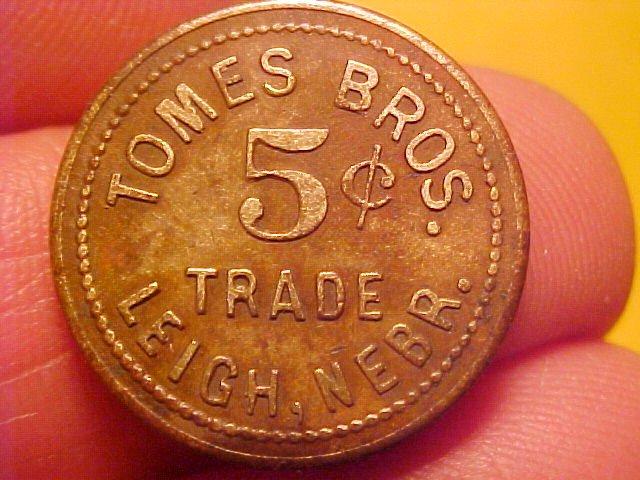 TOMES BROS.
5¢
TRADE
LEIGH, NEBR.